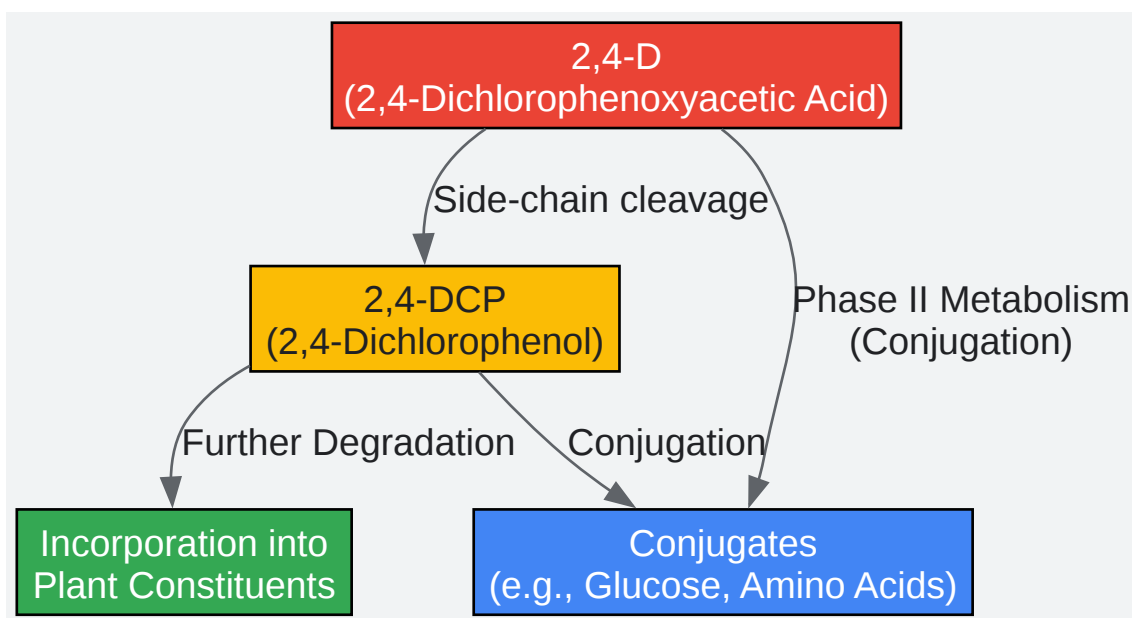 2,4-D
(2,4-Dichlorophenoxyacetic Acid)
Side-chain cleavage
2,4-DCP
(2,4-Dichlorophenol)
Phase II Metabolism
(Conjugation)
Further Degradation
Conjugation
Incorporation into
Plant Constituents
Conjugates
(e.g., Glucose, Amino Acids)